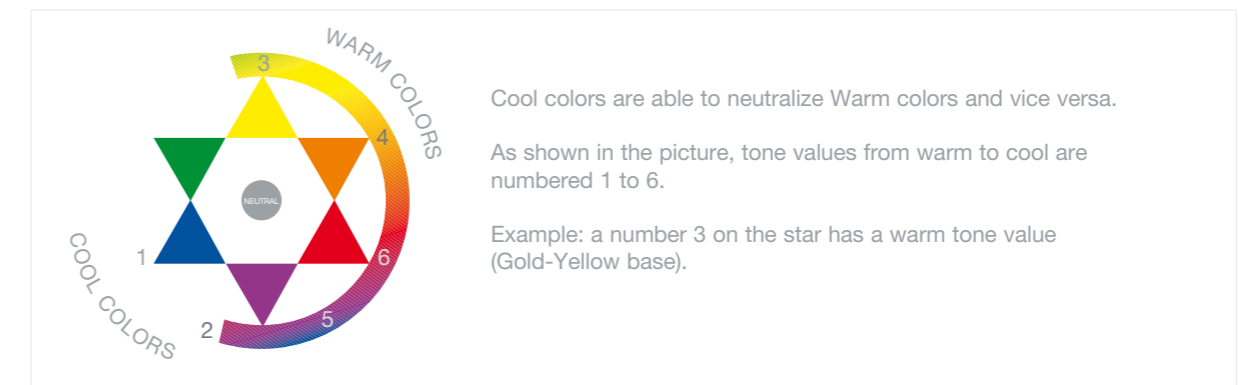 WARM COLORS
3
4
NEUTRAL
1
6
COOL COLORS
2
5
Cool colors are able to neutralize Warm colors and vice versa.
As shown in the picture, tone values from warm to cool are
numbered 1 to 6.
Example: a number 3 on the star has a warm tone value
(Gold-Yellow base).